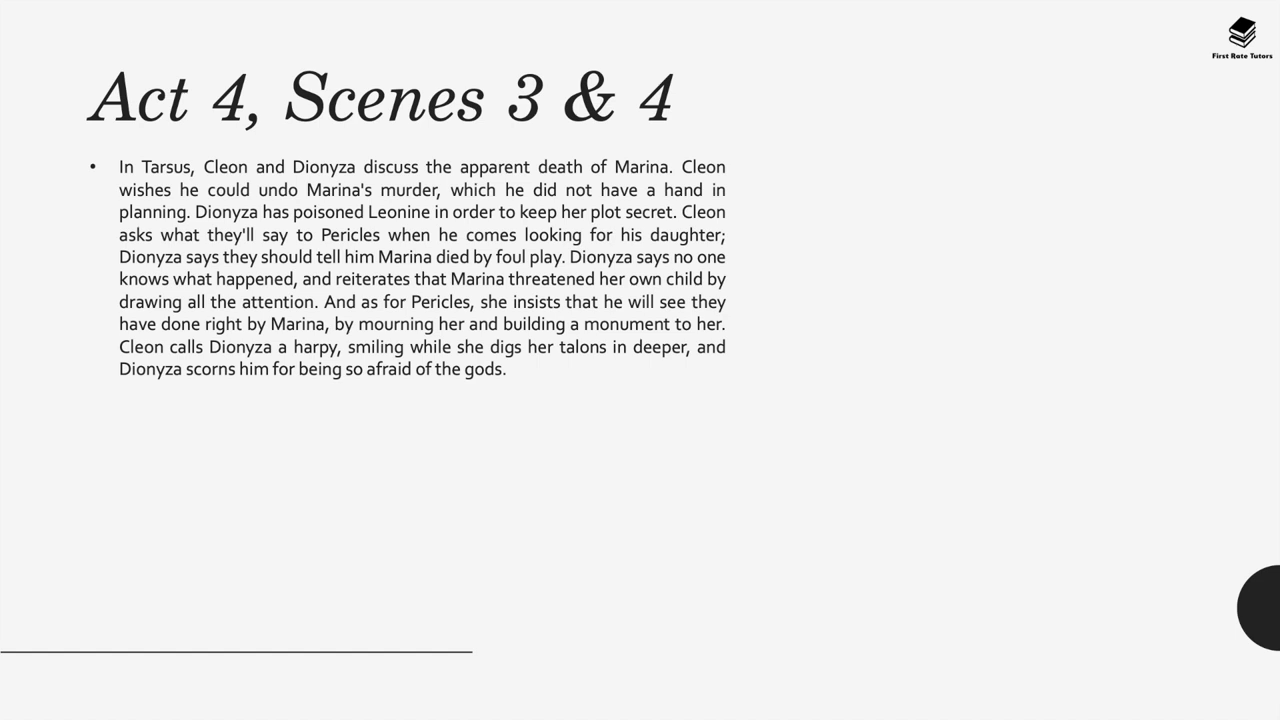 First Rate Tutors
Act 4, Scenes 3 & 4
• In Tarsus, Cleon and Dionyza discuss the apparent death of Marina. Cleon
wishes he could undo Marina's murder, which he did not have a hand in
planning. Dionyza has poisoned Leonine in order to keep her plot secret. Cleon
asks what they'll say to Pericles when he comes looking for his daughter;
Dionyza says they should tell him Marina died by foul play. Dionyza says no one
knows what happened, and reiterates that Marina threatened her own child by
drawing all the attention. And as for Pericles, she insists that he will see they
have done right by Marina, by mourning her and building a monument to her.
Cleon calls Dionyza a harpy, smiling while she digs her talons in deeper, and
Dionyza scorns him for being so afraid of the gods.